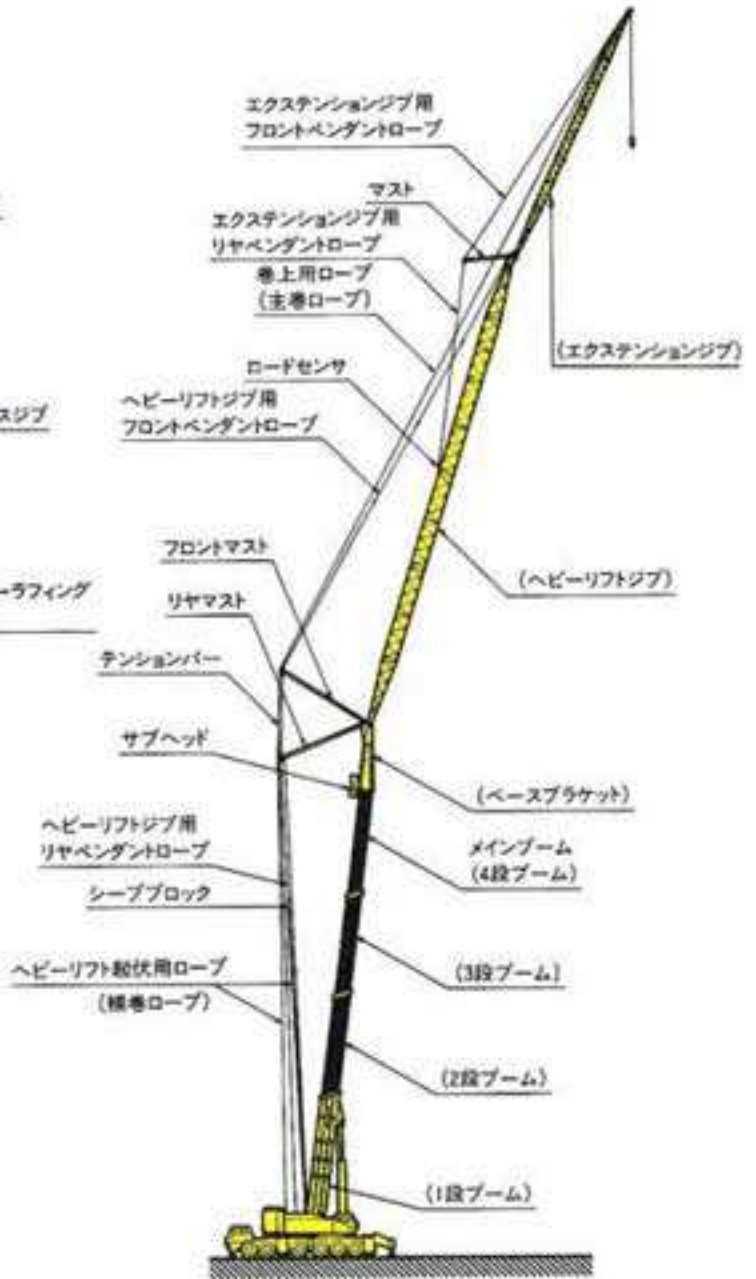 エクステンションジブ用
フロントペンダントロープ
マスト
エクステンションジブ用
リヤペンダントロープ
巻上用ロープ
(主巻ロープ)
(エクステンションジブ)
ロードセンサ
ヘビーリフトジブ用
フロントペンダントロープ
スジブ
フロントマスト
(ヘビーリフトジブ)
ーラフィング
リヤマスト
テンションバー
サブヘッド
(ベースブラケット)
ヘビーリフトジブ用
リヤペンダントロープ
メインブーム
(4段ブーム)
シーブブロック
ヘビーリフト起伏用ロープ
(補巻ロープ)
(3段ブーム)
(2段ブーム)
(1段ブーム)